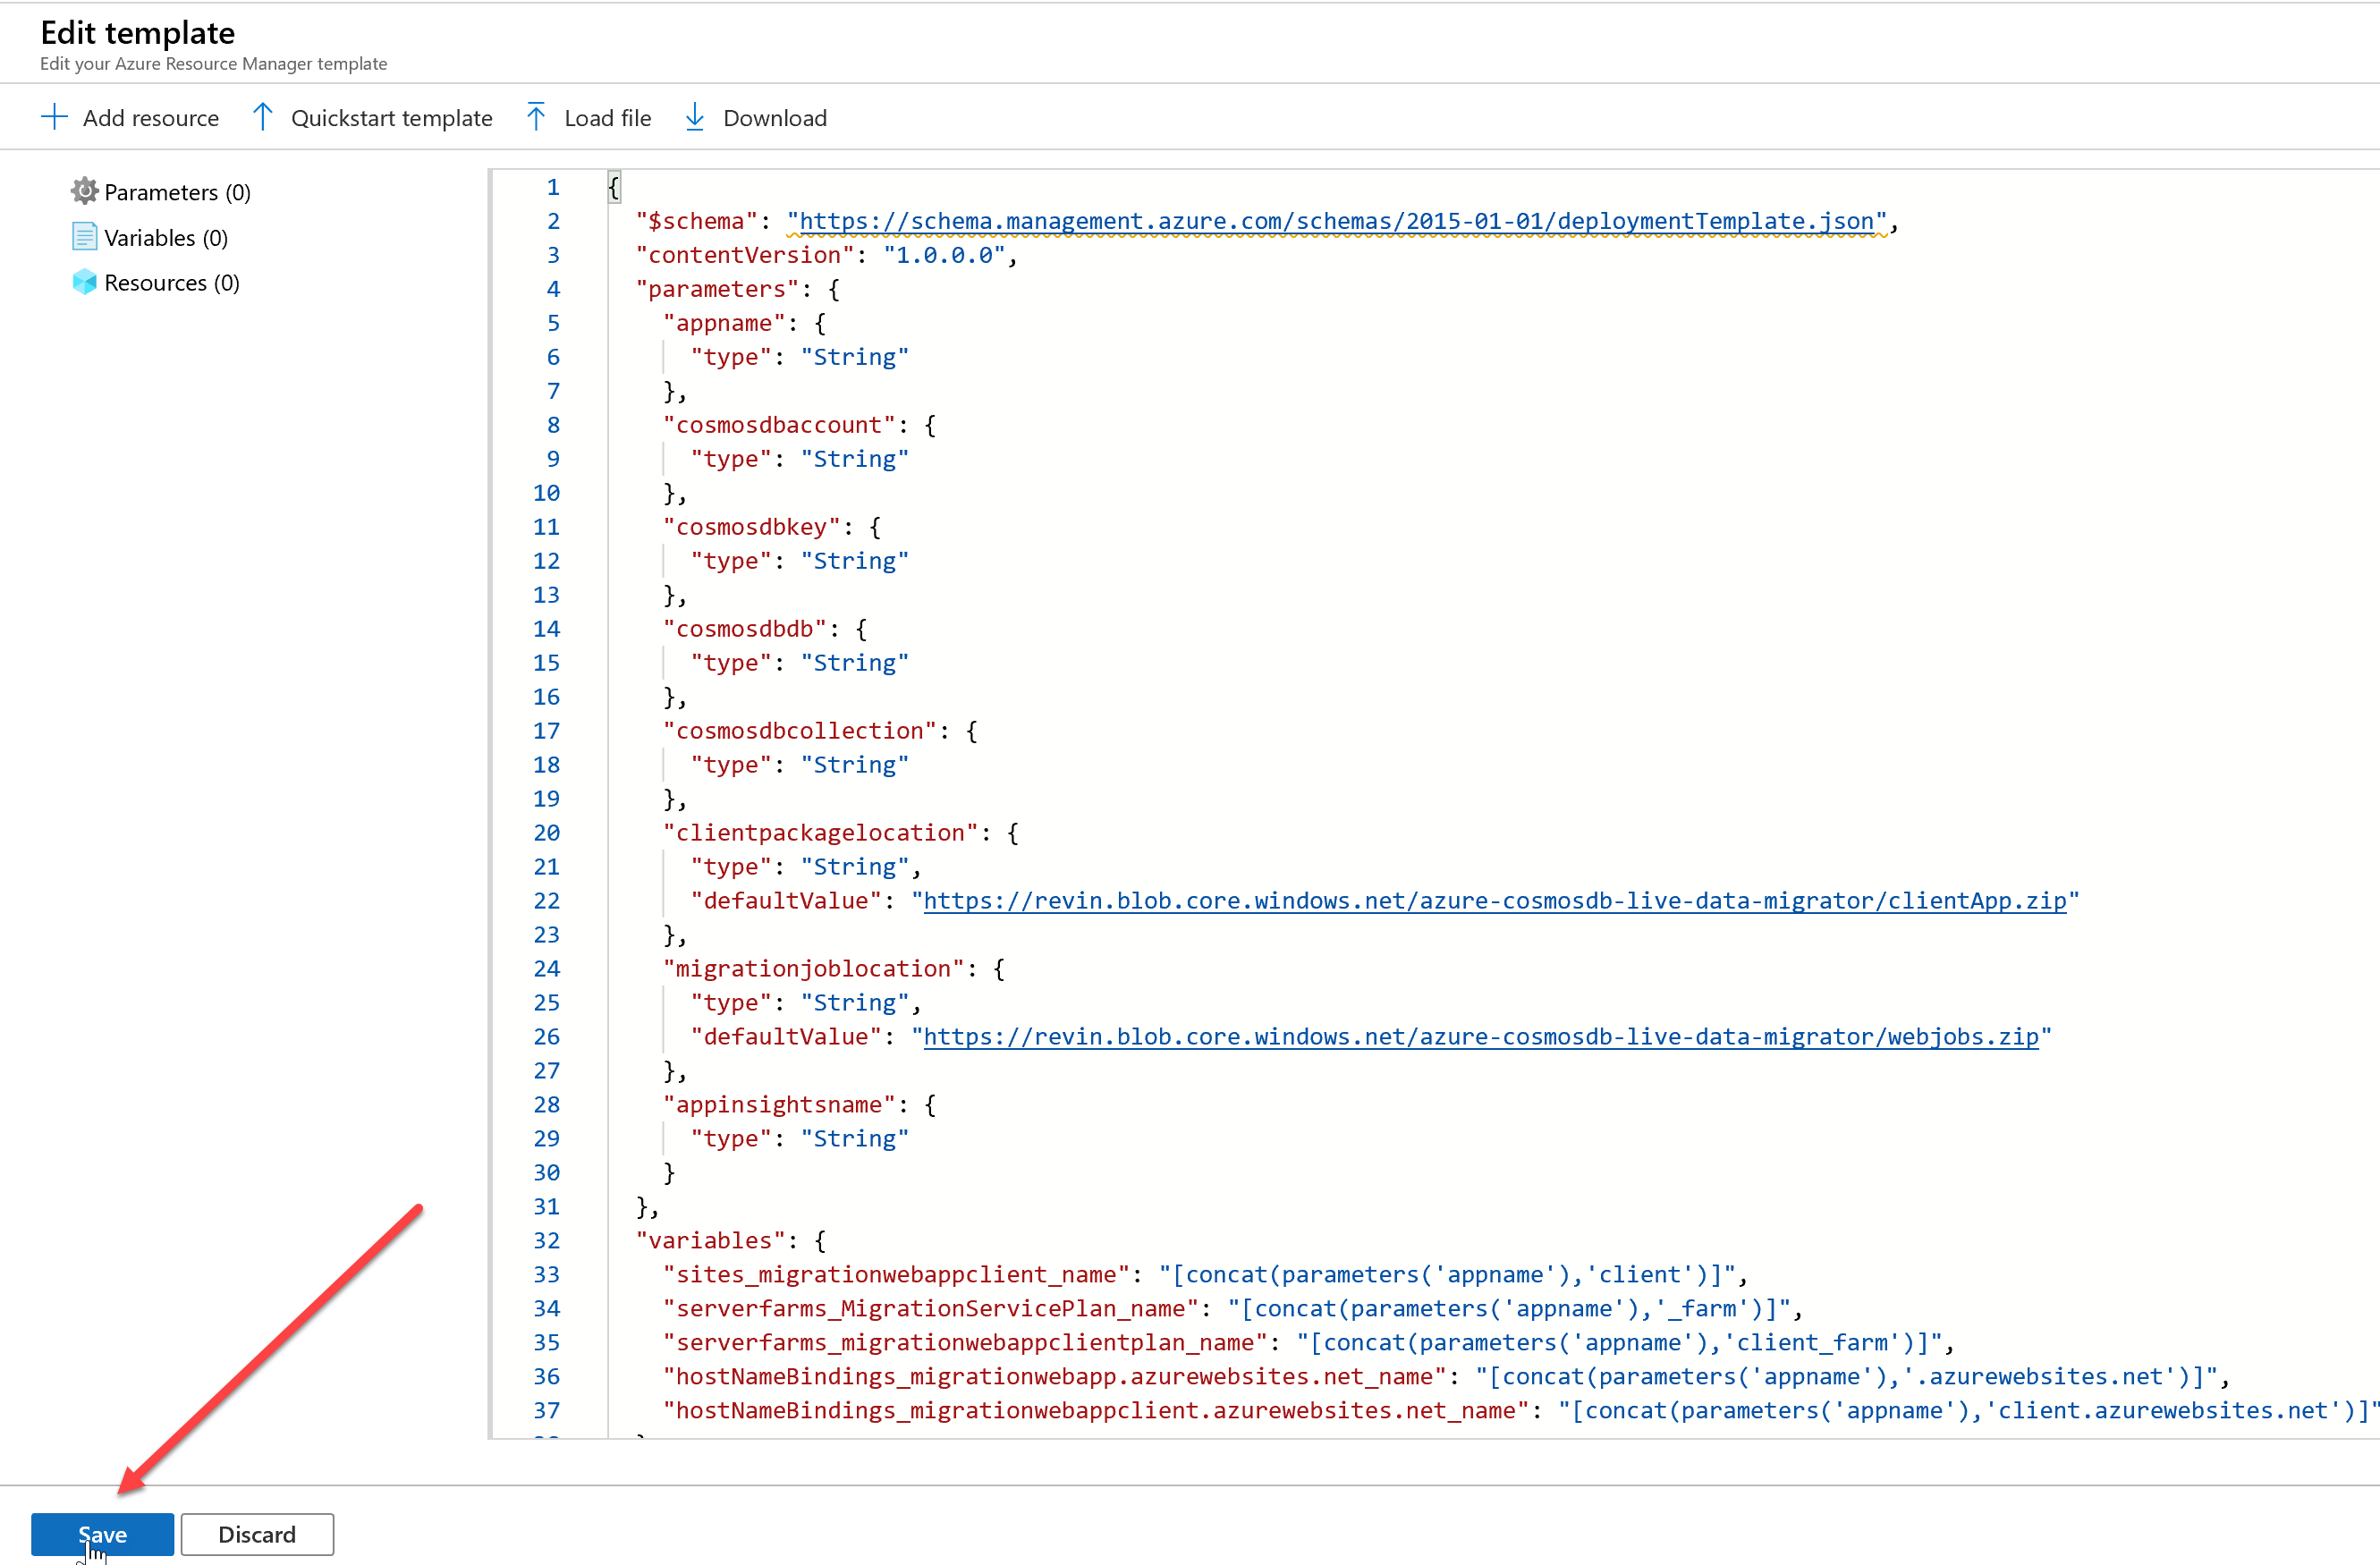 Edit template
Edit your Azure Resource Manager template
Add resource
Quickstart template
Load file
Download
Parameters (0)
Variables (0)
Resources (0)
1 {
2 "$schema": "https://schema.management.azure.com/schemas/2015-01-01/deploymentTemplate.json",
3 "contentVersion": "1.0.0.0",
4 "parameters": {
5 "appname": {
6 "type": "String"
7 },
8 "cosmosdbaccount": {
9 "type": "String"
10 },
11 "cosmosdbkey": {
12 "type": "String"
13 },
14 "cosmosdbdb": {
15 "type": "String"
16 },
17 "cosmosdbcollection": {
18 "type": "String"
19 },
20 "clientpackagelocation": {
21 "type": "String",
22 "defaultValue": "https://revin.blob.core.windows.net/azure-cosmosdb-live-data-migrator/clientApp.zip"
23 },
24 "migrationjoblocation": {
25 "type": "String",
26 "defaultValue": "https://revin.blob.core.windows.net/azure-cosmosdb-live-data-migrator/webjobs.zip"
27 },
28 "appinsightsname": {
29 "type": "String"
30 }
31 },
32 "variables": {
33 "sites_migrationwebappclient_name": "[concat(parameters('appname'),'client')]",
34 "serverfarms_MigrationServicePlan_name": "[concat(parameters('appname'),'_farm')]",
35 "serverfarms_migrationwebappclientplan_name": "[concat(parameters('appname'),'client_farm')]",
36 "hostNameBindings_migrationwebapp.azurewebsites.net_name": "[concat(parameters('appname'),'.azurewebsites.net')]",
37 "hostNameBindings_migrationwebappclient.azurewebsites.net_name": "[concat(parameters('appname'),'client.azurewebsites.net')]"
Save
Discard